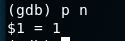 (gdb) p n
$1 = 1